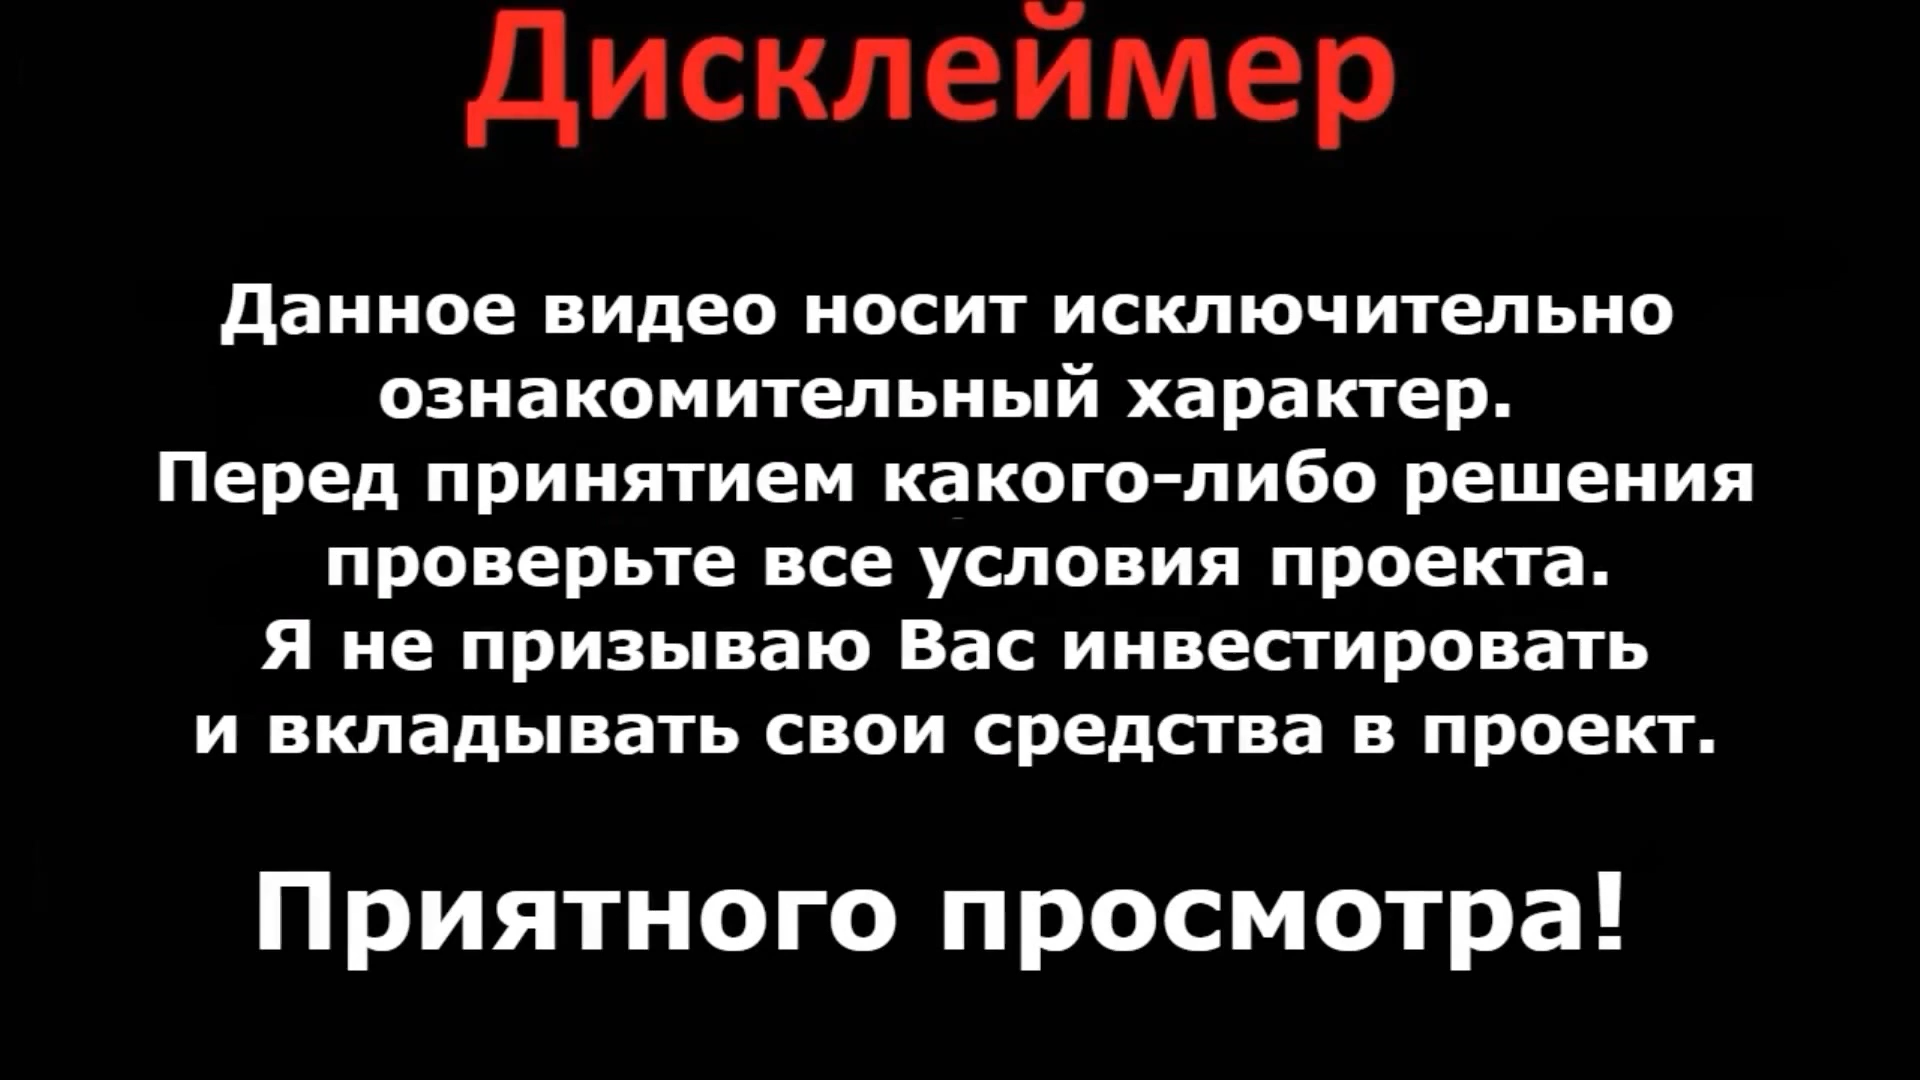 Дисклеймер
Данное видео носит исключительно
ознакомительный характер.
Перед принятием какого-либо решения
проверьте все условия проекта.
Я не призываю Вас инвестировать
и вкладывать свои средства в проект.
Приятного просмотра!